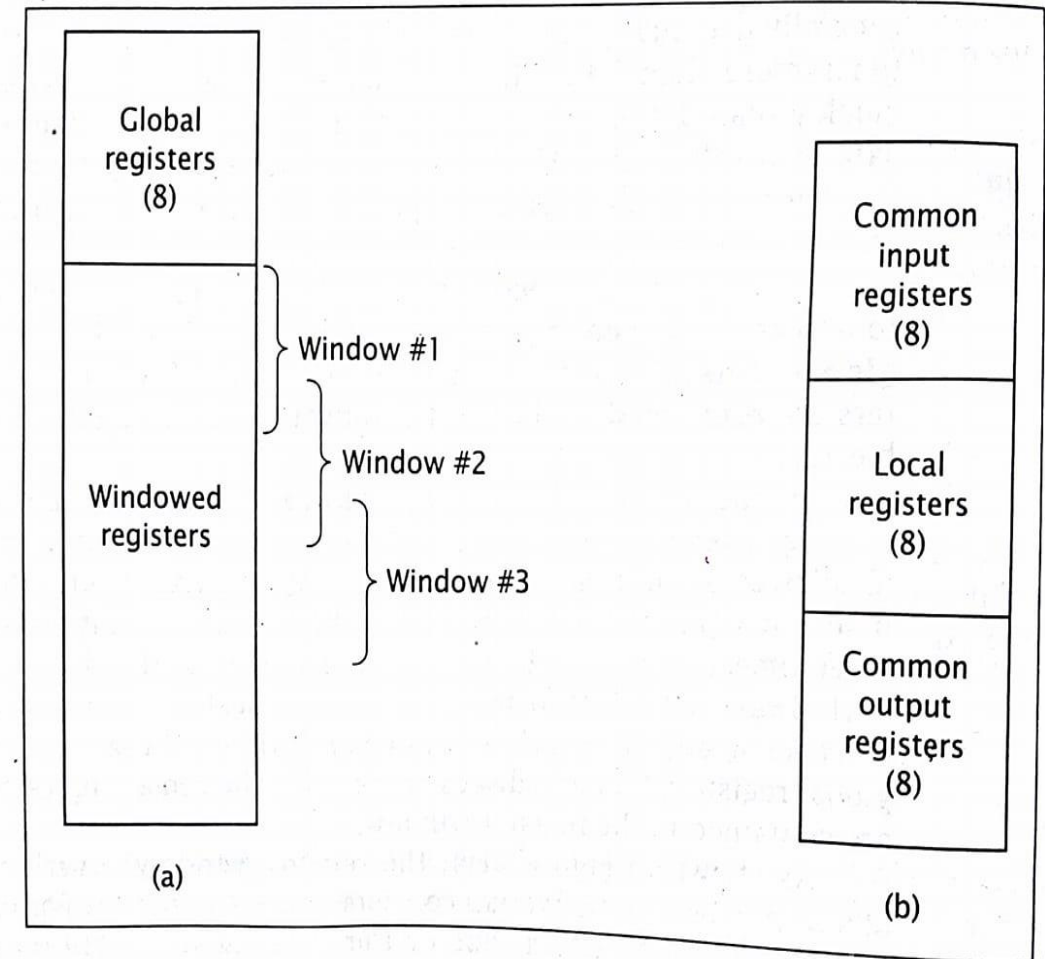 Global
registers
(8)
Windowed
registers
Window #1
Window #2
Window #3
(a)
Common
input
registers
(8)
Local
registers
(8)
Common
output
registers
(8)
(b)